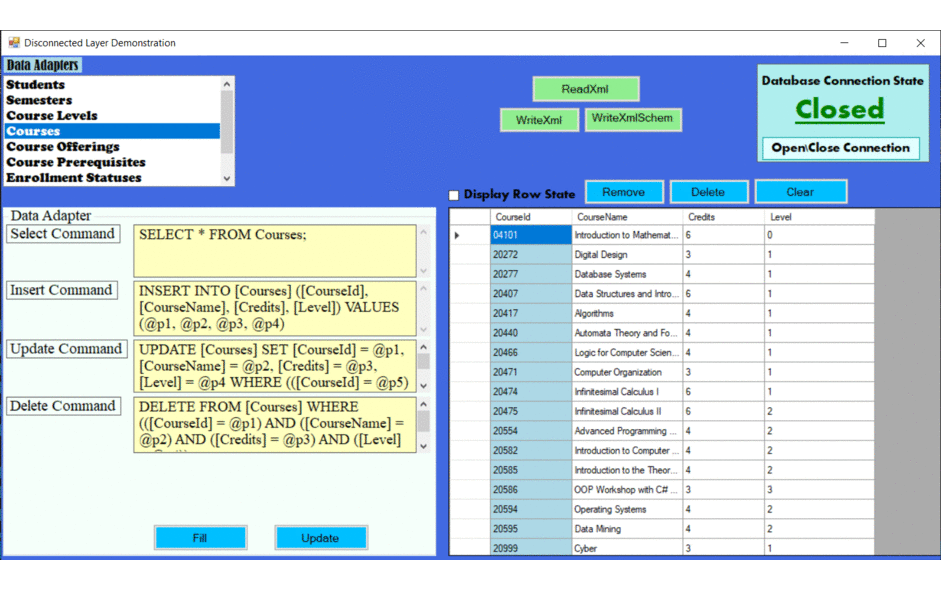 Disconnected Layer Demonstration
Data Adapters
Students
Semesters
Course Levels
Courses
Course Offerings
Course Prerequisites
Enrollment Statuses
ReadXml
WriteXml
WriteXmlSchem
Database Connection State
Closed
Open\Close Connection
Display Row State
Remove
Delete
Clear
Data Adapter
Select Command
SELECT * FROM Courses;
Insert Command
INSERT INTO [Courses] ([CourseId],
[CourseName], [Credits], [Level]) VALUES
(@p1, @p2, @p3, @p4)
Update Command
UPDATE [Courses] SET [CourseId] = @p1,
[CourseName] = @p2, [Credits] = @p3,
[Level] = @p4 WHERE (([CourseId] = @p5)
Delete Command
DELETE FROM [Courses] WHERE
(([CourseId] = @p1) AND ([CourseName] =
@p2) AND ([Credits] = @p3) AND ([Level]
Fill
Update
CourseId CourseName Credits Level
04101 Introduction to Mathemat... 6 0
20272 Digital Design 3 1
20277 Database Systems 4 1
20407 Data Structures and Intro... 6 1
20417 Algorithms 4 1
20440 Automata Theory and Fo... 4 1
20466 Logic for Computer Scien... 4 1
20471 Computer Organization 3 1
20474 Infinitesimal Calculus I 6 1
20475 Infinitesimal Calculus II 6 2
20554 Advanced Programming ... 4 2
20582 Introduction to Computer ... 4 2
20585 Introduction to the Theor... 4 2
20586 OOP Workshop with C# ... 3 3
20594 Operating Systems 4 2
20595 Data Mining 4 2
20999 Cyber 3 1